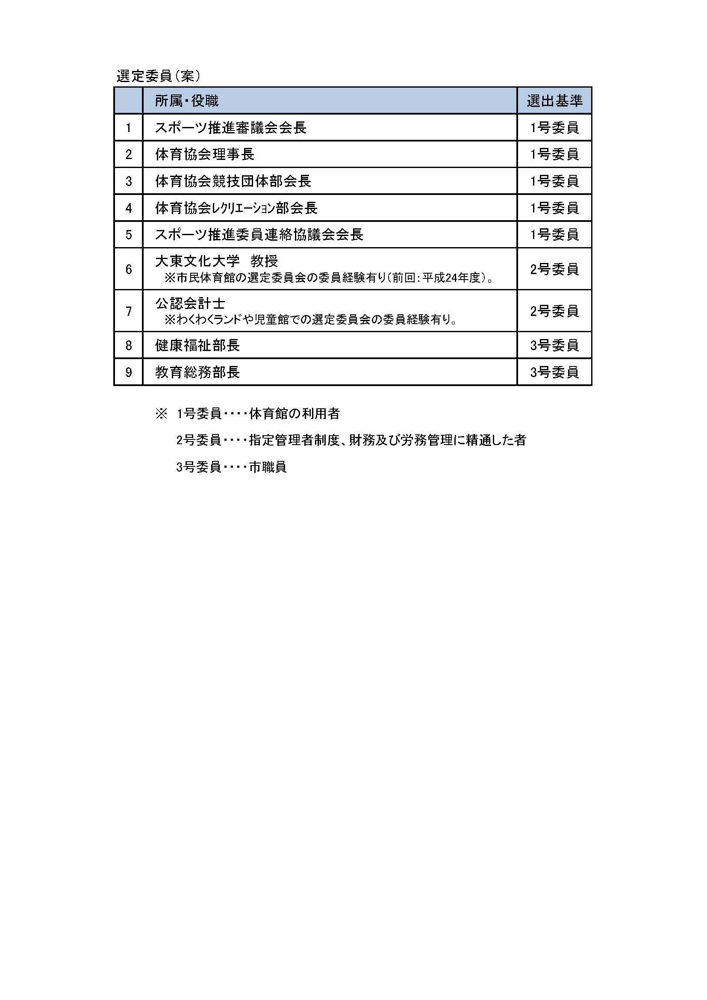 選定委員（案）
所属・役職 選出基準
1 スポーツ推進審議会会長 1号委員
2 体育協会理事長 1号委員
3 体育協会競技団体部会長 1号委員
4 体育協会ﾚｸﾘｴｰｼｮﾝ部会長 1号委員
5 スポーツ推進委員連絡協議会会長 1号委員
6 大東文化大学　教授 2号委員
※市民体育館の選定委員会の委員経験有り（前回：平成24年度）。
7 公認会計士 2号委員
※わくわくランドや児童館での選定委員会の委員経験有り。
8 健康福祉部長 3号委員
9 教育総務部長 3号委員
※　1号委員・・・・体育館の利用者
2号委員・・・・指定管理者制度、財務及び労務管理に精通した者
3号委員・・・・市職員